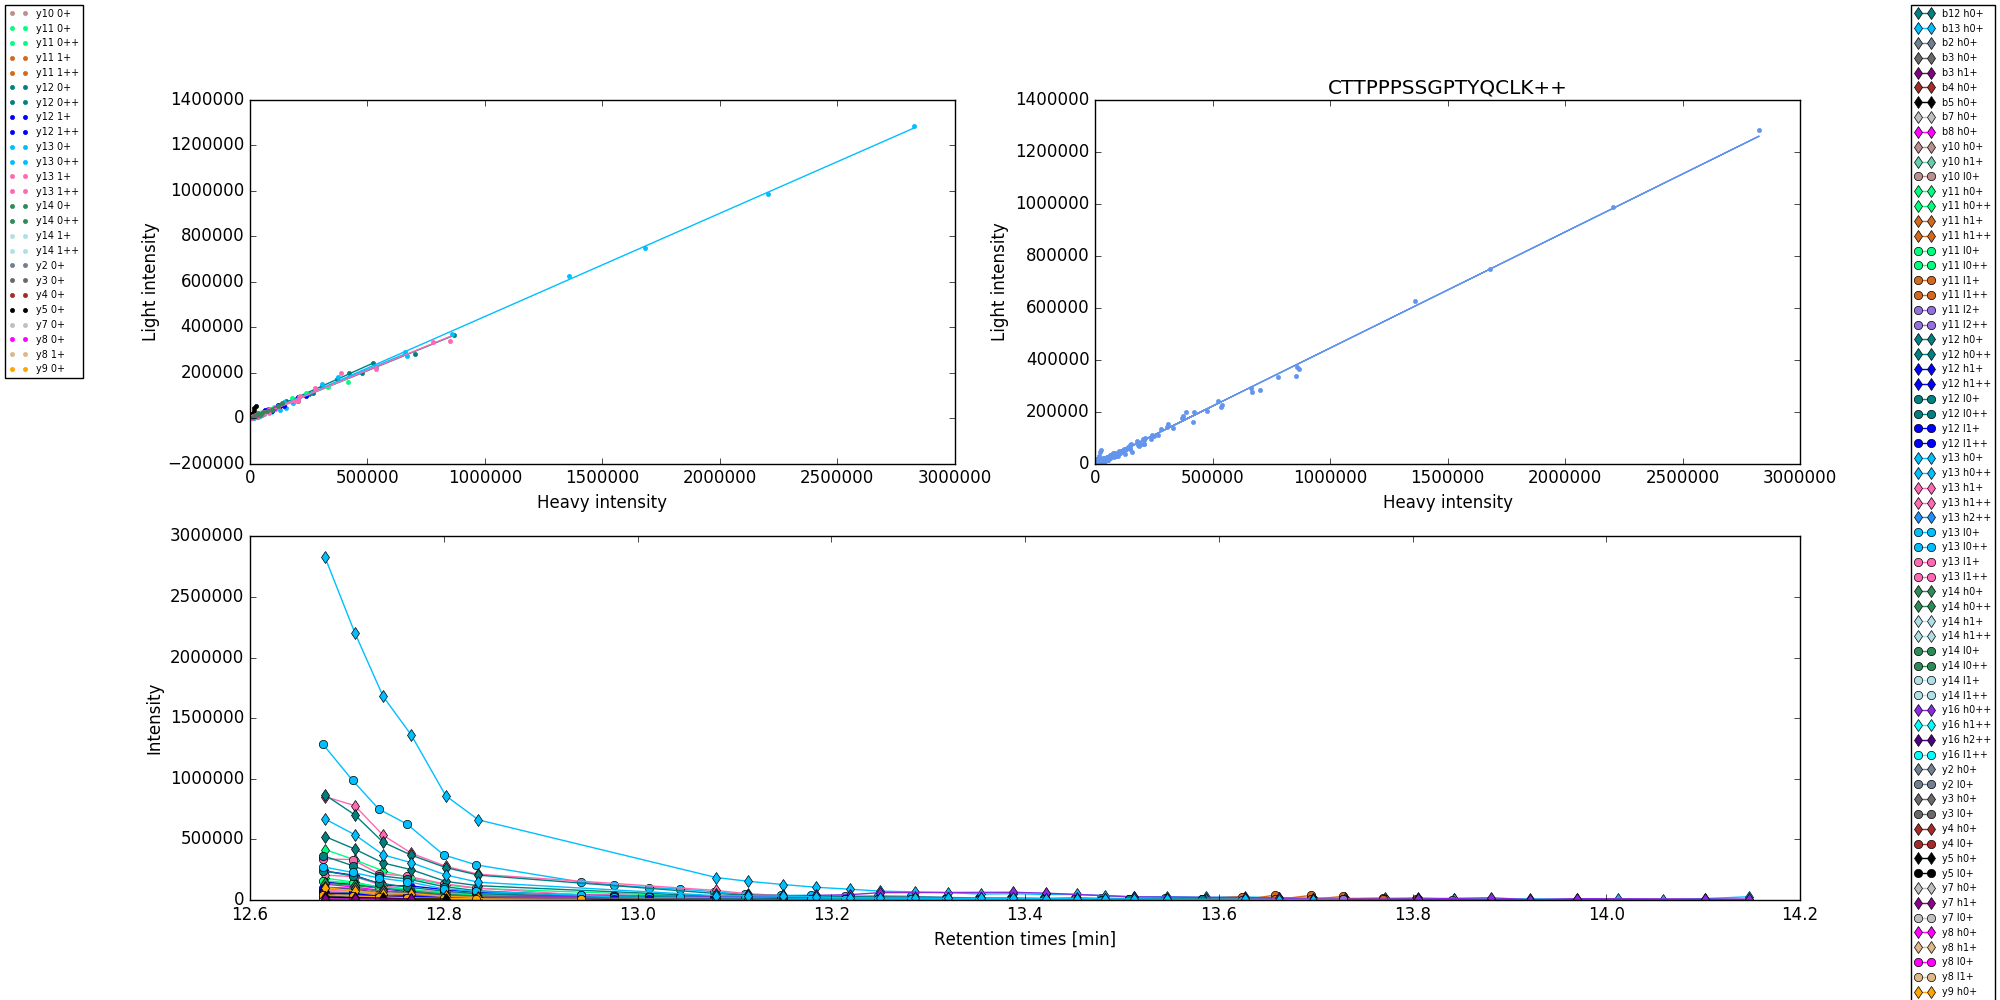 y10 0+
y11 0+
y11 0++
y11 1+
y11 1++
y12 0+
y12 0++
y12 1+
y12 1++
y13 0+
y13 0++
y13 1+
y13 1++
y14 0+
y14 0++
y14 1+
y14 1++
y2 0+
y3 0+
y4 0+
y5 0+
y7 0+
y8 0+
y8 1+
y9 0+
1400000
1200000
1000000
800000
600000
400000
200000
0
−200000
Light intensity
0 500000 1000000 1500000 2000000 2500000 3000000
Heavy intensity
CTTPPPSSGPTYQCLK++
1400000
1200000
1000000
800000
600000
400000
200000
0
Light intensity
0 500000 1000000 1500000 2000000 2500000 3000000
Heavy intensity
3000000
2500000
2000000
1500000
1000000
500000
0
Intensity
12.6 12.8 13.0 13.2 13.4 13.6 13.8 14.0 14.2
Retention times [min]
b12 h0+
b13 h0+
b2 h0+
b3 h0+
b3 h1+
b4 h0+
b5 h0+
b7 h0+
b8 h0+
y10 h0+
y10 h1+
y10 l0+
y11 h0+
y11 h0++
y11 h1+
y11 h1++
y11 l0+
y11 l0++
y11 l1+
y11 l1++
y11 l2+
y11 l2++
y12 h0+
y12 h0++
y12 h1+
y12 h1++
y12 l0+
y12 l0++
y12 l1+
y12 l1++
y13 h0+
y13 h0++
y13 h1+
y13 h1++
y13 h2++
y13 l0+
y13 l0++
y13 l1+
y13 l1++
y14 h0+
y14 h0++
y14 h1+
y14 h1++
y14 l0+
y14 l0++
y14 l1+
y14 l1++
y16 h0++
y16 h1++
y16 h2++
y16 l1++
y2 h0+
y2 l0+
y3 h0+
y3 l0+
y4 h0+
y4 l0+
y5 h0+
y5 l0+
y7 h0+
y7 h1+
y7 l0+
y8 h0+
y8 h1+
y8 l0+
y8 l1+
y9 h0+